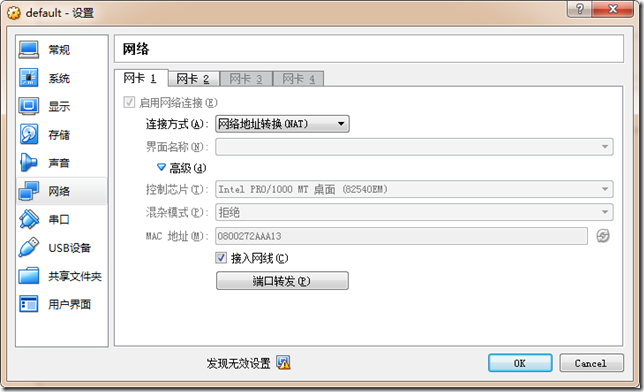 default - 设置
常规
系统
显示
存储
声音
网络
串口
USB设备
共享文件夹
用户界面
网络
网卡 1 网卡 2 网卡 3 网卡 4
启用网络连接(E)
连接方式(A): 网络地址转换(NAT)
界面名称(N):
高级(d)
控制芯片(T): Intel PRO/1000 MT 桌面 (82540EM)
混杂模式(P): 拒绝
MAC 地址(M): 0800272AAA13
接入网线(C)
端口转发(P)
发现无效设置
OK Cancel